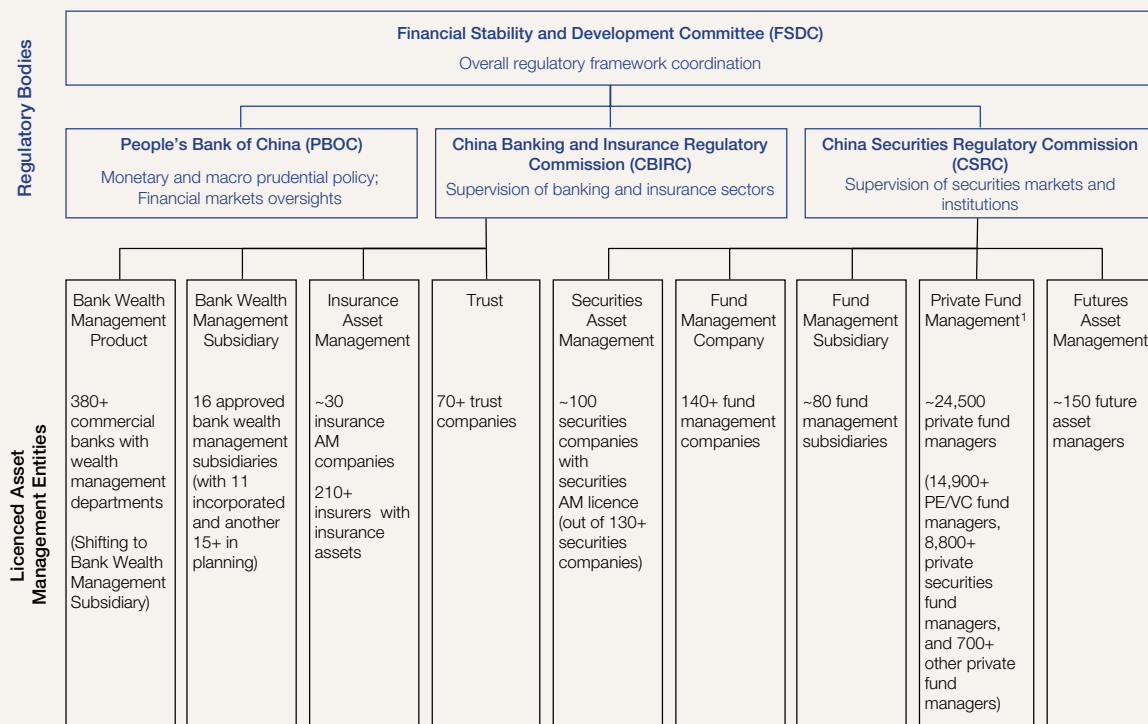 Regulatory Bodies
Financial Stability and Development Committee (FSDC)
Overall regulatory framework coordination
People's Bank of China (PBOC)
Monetary and macro prudential policy;
Financial markets oversights
China Banking and Insurance Regulatory
Commission (CBIRC)
Supervision of banking and insurance sectors
China Securities Regulatory Commission
(CSRC)
Supervision of securities markets and
institutions
Licenced Asset
Management Entities
Bank Wealth
Management
Product
380+
commercial
banks with
wealth
management
departments
(Shifting to
Bank Wealth
Management
Subsidiary)
Bank Wealth
Management
Subsidiary
16 approved
bank wealth
management
subsidiaries
(with 11
incorporated
and another
15+ in
planning)
Insurance
Asset
Management
~30
insurance
AM
companies
210+
insurers with
insurance
assets
Trust
70+ trust
companies
Securities
Asset
Management
~100
securities
companies
with
securities
AM licence
(out of 130+
securities
companies)
Fund
Management
Company
140+ fund
management
companies
Fund
Management
Subsidiary
~80 fund
management
subsidiaries
Private Fund
Management¹
~24,500
private fund
managers
(14,900+
PE/VC fund
managers,
8,800+
private
securities
fund
managers,
and 700+
other private
fund
managers)
Futures
Asset
Management
~150 future
asset
managers